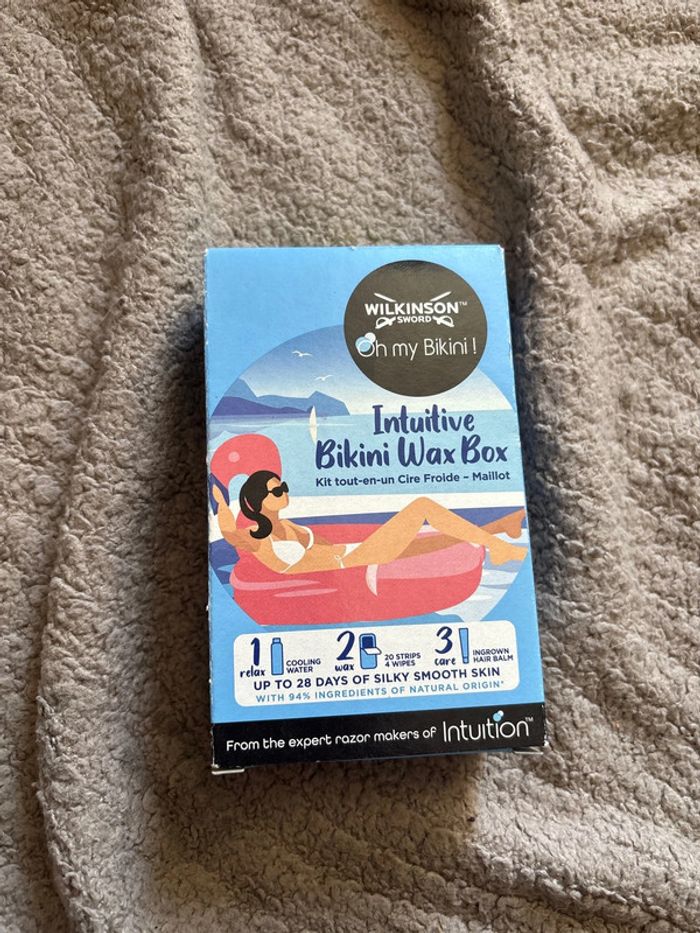 WILKINSON™
SWORD
Oh my Bikini !
Intuitive
Bikini Wax Box
Kit tout-en-un Cire Froide – Maillot
1 relax COOLING WATER
2 wax 20 STRIPS 4 WIPES
3 care INGROWN HAIR BALM
UP TO 28 DAYS OF SILKY SMOOTH SKIN
WITH 94% INGREDIENTS OF NATURAL ORIGIN*
From the expert razor makers of Intuition™